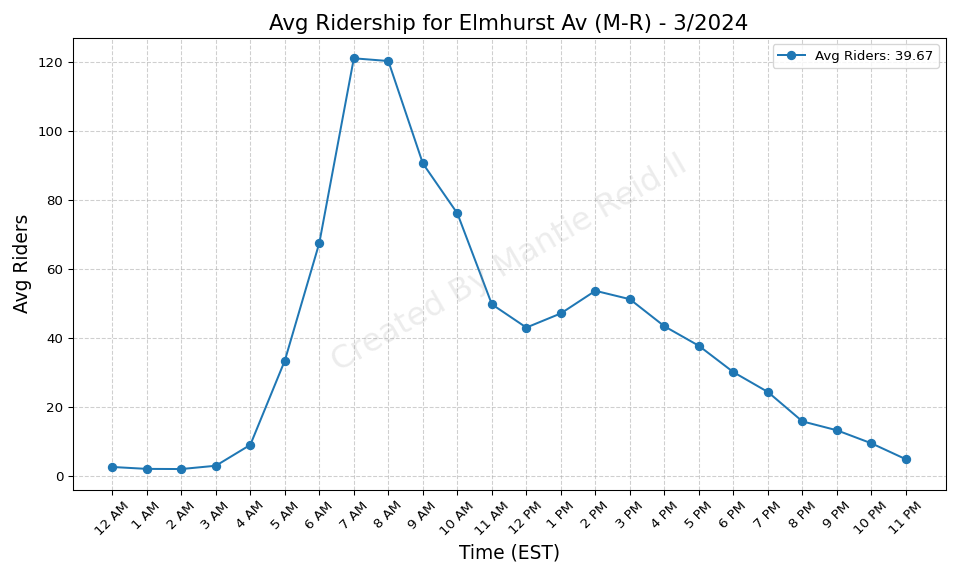 Avg Ridership for Elmhurst Av (M-R) - 3/2024
Avg Riders: 39.67
120
100
80
60
40
20
0
Avg Riders
Created By Mantle Reid II
12 AM
1 AM
2 AM
3 AM
4 AM
5 AM
6 AM
7 AM
8 AM
9 AM
10 AM
11 AM
12 PM
1 PM
2 PM
3 PM
4 PM
5 PM
6 PM
7 PM
8 PM
9 PM
10 PM
11 PM
Time (EST)